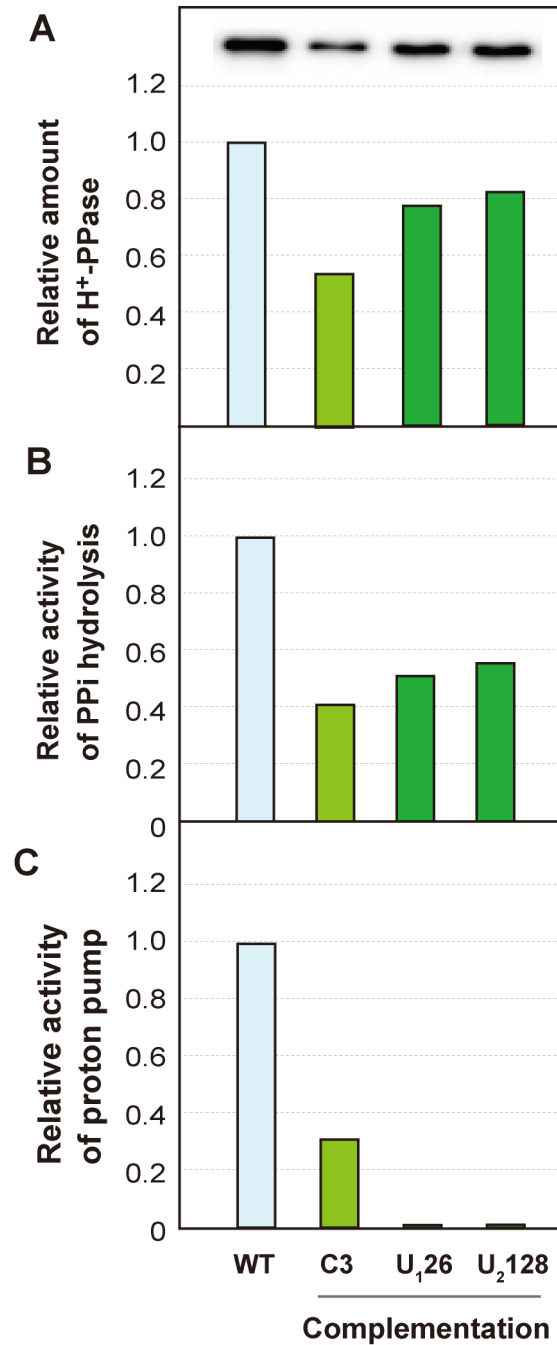 A
1.2
1.0
0.8
0.6
0.4
0.2
Relative amount
of H⁺-PPase
B
1.2
1.0
0.8
0.6
0.4
0.2
0
Relative activity
of PPi hydrolysis
C
1.2
1.0
0.8
0.6
0.4
0.2
0
Relative activity
of proton pump
WT C3 U₁26 U₂128
Complementation